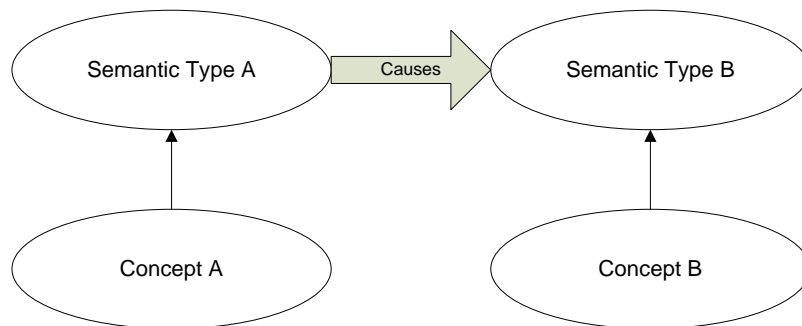 Semantic Type A
Causes
Semantic Type B
Concept A
Concept B